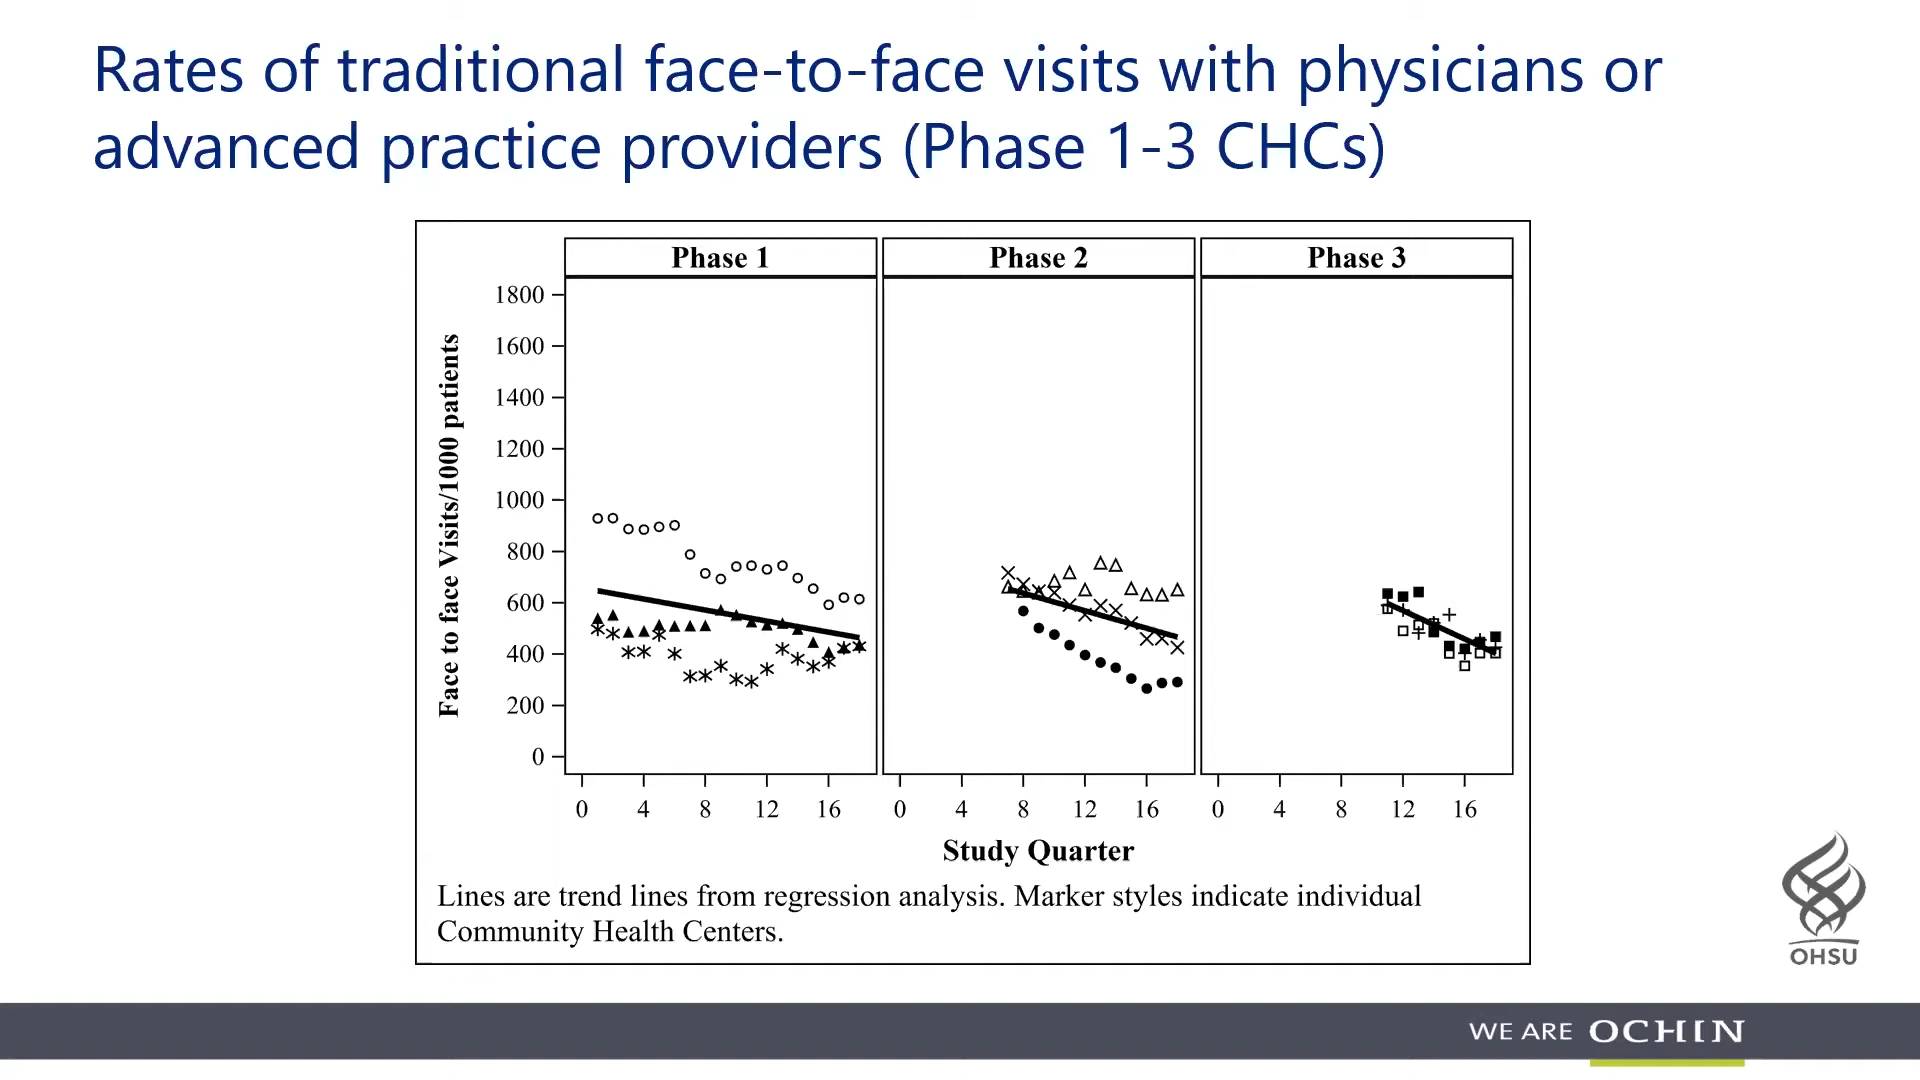 Rates of traditional face-to-face visits with physicians or
advanced practice providers (Phase 1-3 CHCs)
Phase 1
Phase 2
Phase 3
Face to face Visits/1000 patients
1800
1600
1400
1200
1000
800
600
400
200
0
0 4 8 12 16
0 4 8 12 16
0 4 8 12 16
Study Quarter
Lines are trend lines from regression analysis. Marker styles indicate individual
Community Health Centers.
OHSU
WE ARE OCHIN